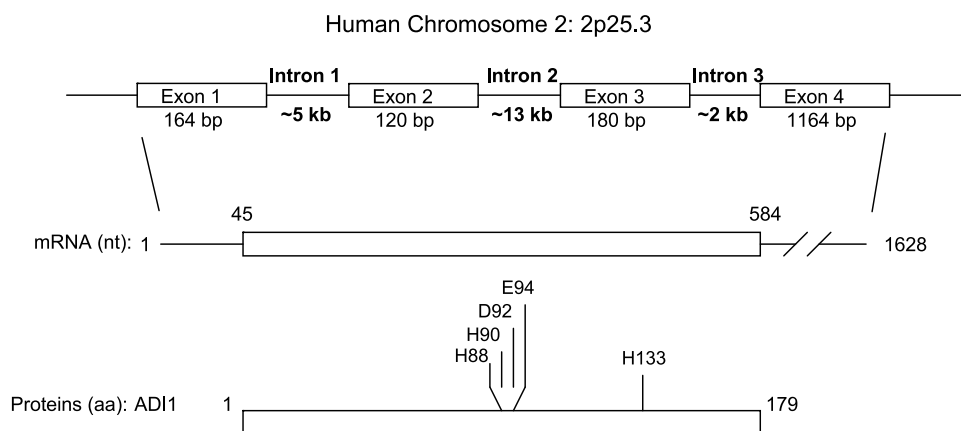 Human Chromosome 2: 2p25.3
Intron 1 Intron 2 Intron 3
Exon 1 Exon 2 Exon 3 Exon 4
164 bp ~5 kb 120 bp ~13 kb 180 bp ~2 kb 1164 bp
45 584
mRNA (nt): 1 1628
E94
D92
H90
H88 H133
Proteins (aa): ADI1 1 179